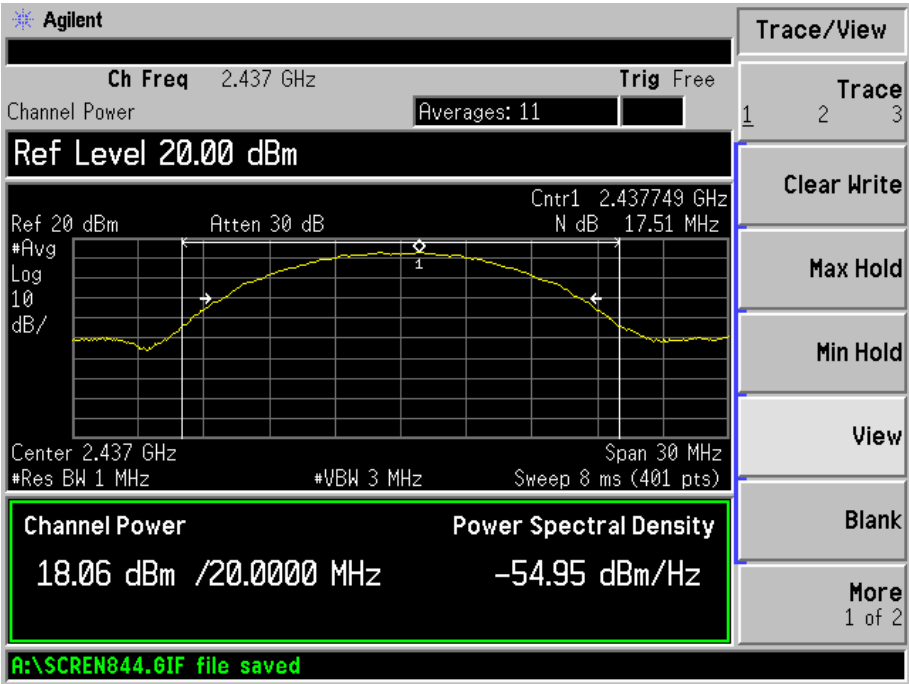 Agilent
Trace/View
Ch Freq 2.437 GHz Trig Free
Channel Power Averages: 11
Ref Level 20.00 dBm
Cntr1 2.437749 GHz
Ref 20 dBm Atten 30 dB N dB 17.51 MHz
#Avg
Log
10
dB/
1
Center 2.437 GHz Span 30 MHz
#Res BW 1 MHz #VBW 3 MHz Sweep 8 ms (401 pts)
Channel Power Power Spectral Density
18.06 dBm /20.0000 MHz -54.95 dBm/Hz
A:\SCREN844.GIF file saved
Trace
1 2 3
Clear Write
Max Hold
Min Hold
View
Blank
More
1 of 2